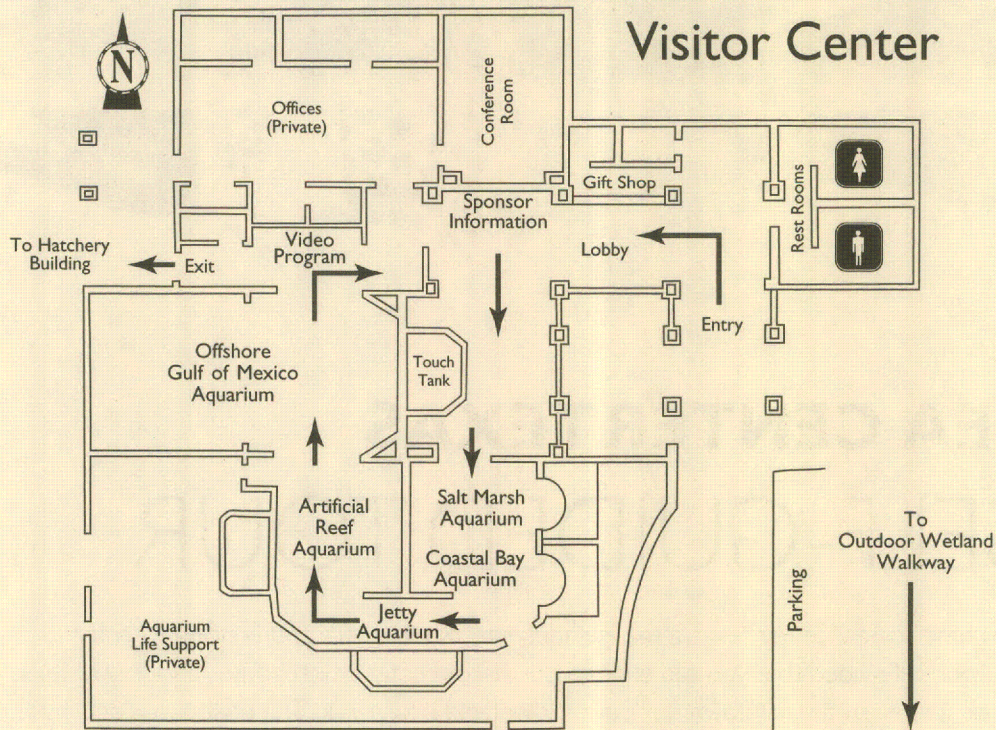 Visitor Center
N
Offices
(Private)
Conference
Room
Gift Shop
Rest Rooms
Sponsor
Information
Video
Program
Lobby
To Hatchery
Building
Exit
Entry
Offshore
Gulf of Mexico
Aquarium
Touch
Tank
Artificial
Reef
Aquarium
Salt Marsh
Aquarium
Coastal Bay
Aquarium
Jetty
Aquarium
Aquarium
Life Support
(Private)
Parking
To
Outdoor Wetland
Walkway